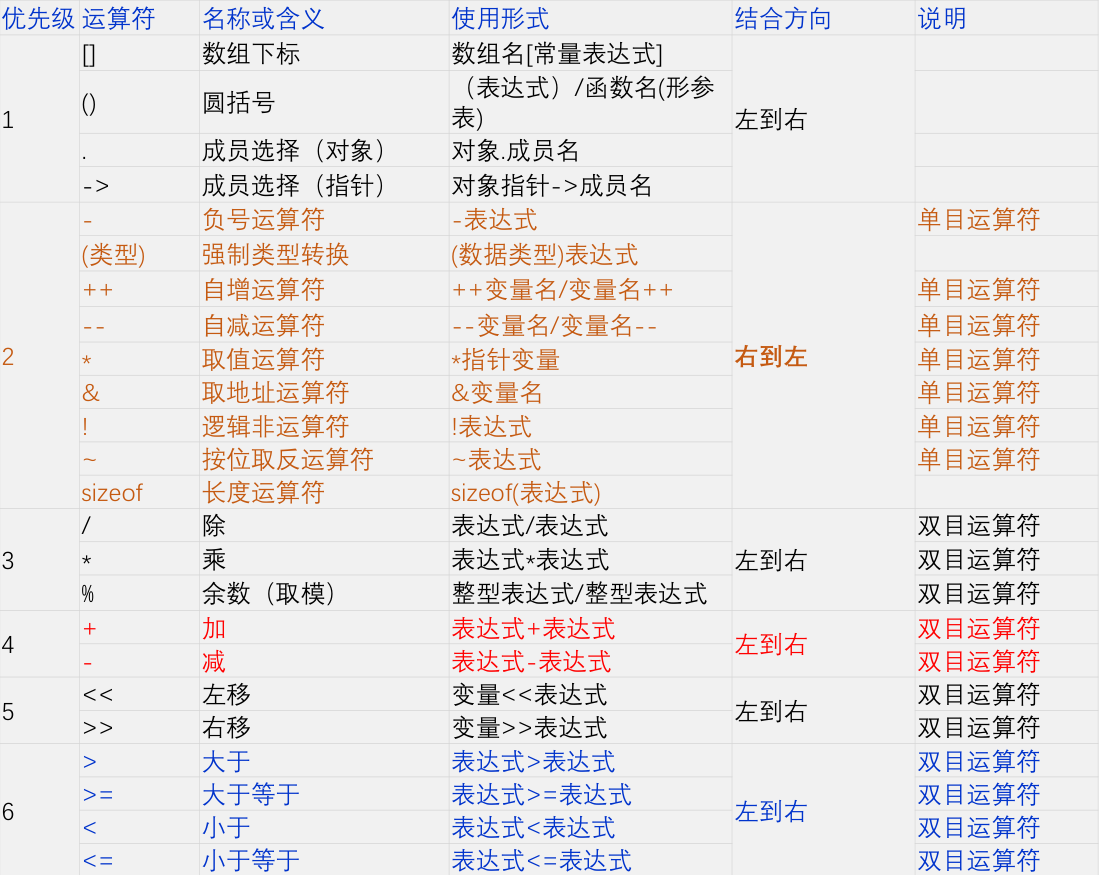 优先级 运算符 名称或含义 使用形式 结合方向 说明
1 左到右
[] 数组下标 数组名[常量表达式]
() 圆括号 （表达式）/函数名(形参
表)
. 成员选择（对象） 对象.成员名
-> 成员选择（指针） 对象指针->成员名
2 右到左
- 负号运算符 -表达式 单目运算符
(类型) 强制类型转换 (数据类型)表达式
++ 自增运算符 ++变量名/变量名++ 单目运算符
-- 自减运算符 --变量名/变量名-- 单目运算符
* 取值运算符 *指针变量 单目运算符
& 取地址运算符 &变量名 单目运算符
! 逻辑非运算符 !表达式 单目运算符
~ 按位取反运算符 ~表达式 单目运算符
sizeof 长度运算符 sizeof(表达式)
3 左到右
/ 除 表达式/表达式 双目运算符
* 乘 表达式*表达式 双目运算符
% 余数（取模） 整型表达式/整型表达式 双目运算符
4 左到右
+ 加 表达式+表达式 双目运算符
- 减 表达式-表达式 双目运算符
5 左到右
<< 左移 变量<<表达式 双目运算符
>> 右移 变量>>表达式 双目运算符
6 左到右
> 大于 表达式>表达式 双目运算符
>= 大于等于 表达式>=表达式 双目运算符
< 小于 表达式<表达式 双目运算符
<= 小于等于 表达式<=表达式 双目运算符